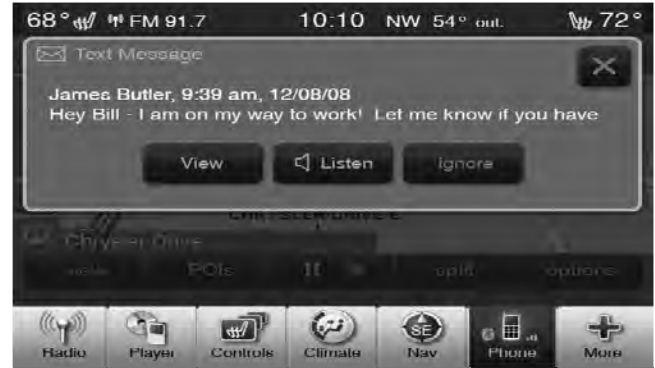 68° FM 91.7 10:10 NW 54° out. 72°
Text Message
James Butler, 9:39 am, 12/08/08
Hey Bill - I am on my way to work! Let me know if you have
View Listen Ignore
CHRYSLER DRIVE E
Chrysler Drive
POIs split options
Radio Player Controls Climate SE Nav Phone More